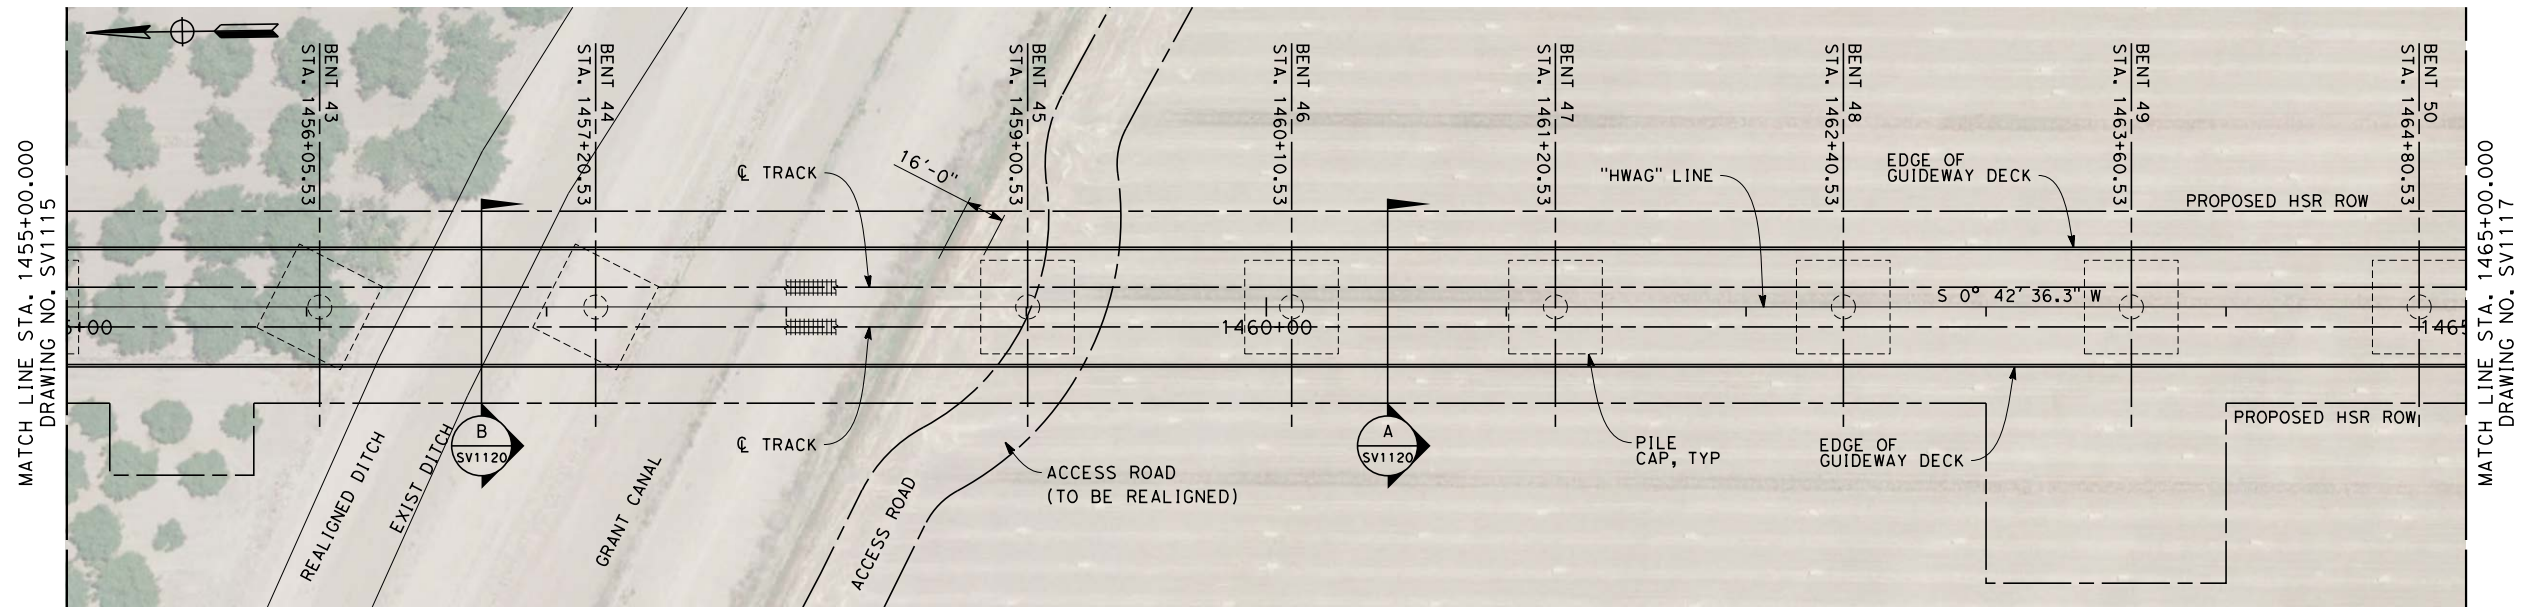 MATCH LINE STA. 1455+00.000
DRAWING NO. SV1115
BENT 43
STA. 1456+05.53
BENT 44
STA. 1457+20.53
BENT 45
STA. 1459+00.53
BENT 46
STA. 1460+10.53
BENT 47
STA. 1461+20.53
BENT 48
STA. 1462+40.53
BENT 49
STA. 1463+60.53
BENT 50
STA. 1464+80.53
℄ TRACK
16'-0"
"HWAG" LINE
EDGE OF
GUIDEWAY DECK
PROPOSED HSR ROW
S 0° 42' 36.3" W
5+00
1460+00
1465
REALIGNED DITCH
EXIST DITCH
B
SV1120
GRANT CANAL
℄ TRACK
ACCESS ROAD
ACCESS ROAD
(TO BE REALIGNED)
A
SV1120
PILE
CAP, TYP
EDGE OF
GUIDEWAY DECK
PROPOSED HSR ROW
MATCH LINE STA. 1465+00.000
DRAWING NO. SV1117